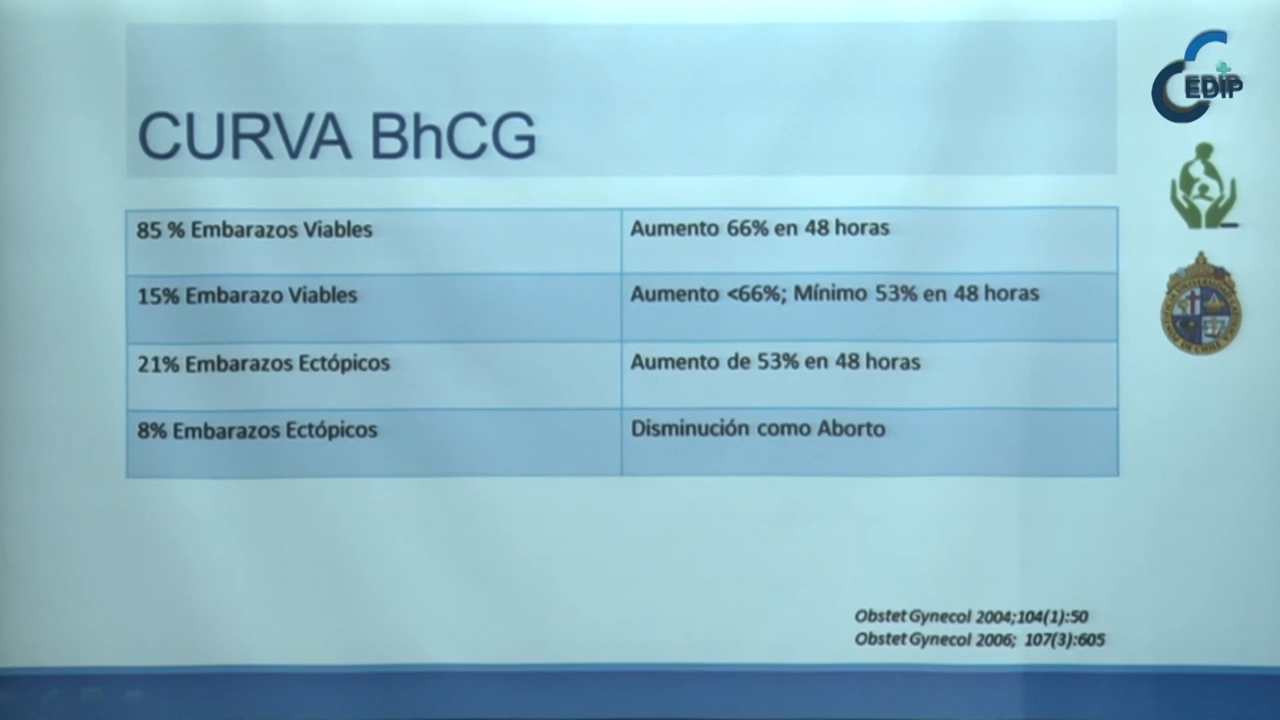 CEDIP
CURVA BhCG
85 % Embarazos Viables
Aumento 66% en 48 horas
15% Embarazo Viables
Aumento <66%; Mínimo 53% en 48 horas
21% Embarazos Ectópicos
Aumento de 53% en 48 horas
8% Embarazos Ectópicos
Disminución como Aborto
Obstet Gynecol 2004;104(1):50
Obstet Gynecol 2006; 107(3):605